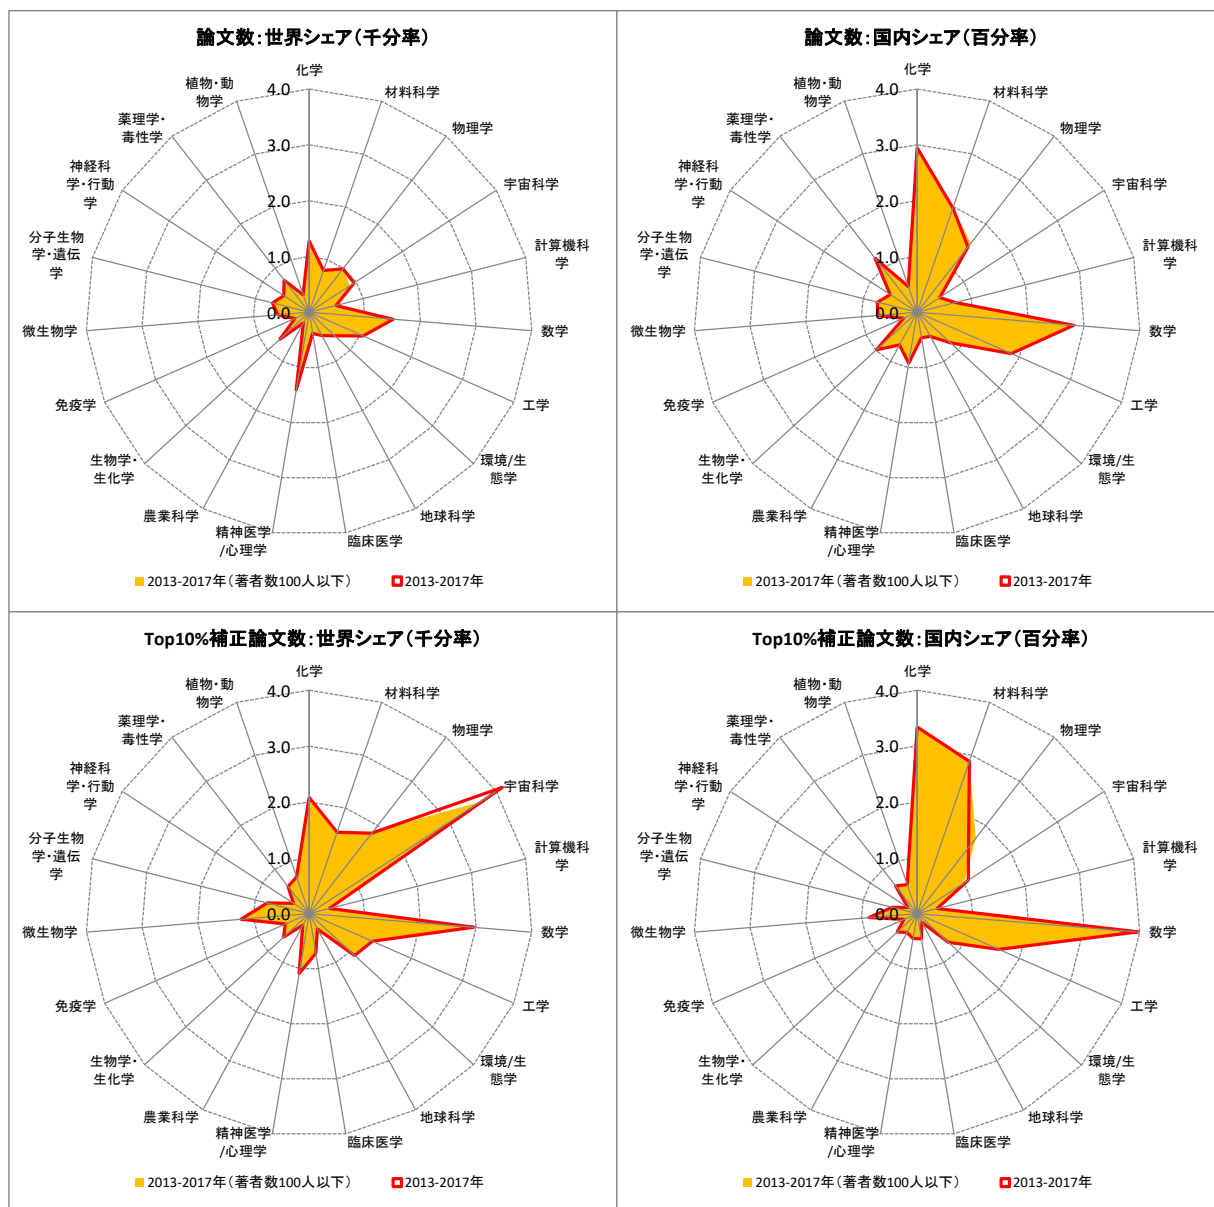 論文数：世界シェア（千分率）
化学
材料科学
物理学
宇宙科学
計算機科
学
数学
工学
環境/生
態学
地球科学
臨床医学
精神医学
/心理学
農業科学
生物学・
生化学
免疫学
微生物学
分子生物
学・遺伝
学
神経科
学・行動
学
薬理学・
毒性学
植物・動
物学
4.0
3.0
2.0
1.0
0.0
2013-2017年（著者数100人以下）
2013-2017年
論文数：国内シェア（百分率）
化学
材料科学
物理学
宇宙科学
計算機科
学
数学
工学
環境/生
態学
地球科学
臨床医学
精神医学
/心理学
農業科学
生物学・
生化学
免疫学
微生物学
分子生物
学・遺伝
学
神経科
学・行動
学
薬理学・
毒性学
植物・動
物学
4.0
3.0
2.0
1.0
0.0
2013-2017年（著者数100人以下）
2013-2017年
Top10%補正論文数：世界シェア（千分率）
化学
材料科学
物理学
宇宙科学
計算機科
学
数学
工学
環境/生
態学
地球科学
臨床医学
精神医学
/心理学
農業科学
生物学・
生化学
免疫学
微生物学
分子生物
学・遺伝
学
神経科
学・行動
学
薬理学・
毒性学
植物・動
物学
4.0
3.0
2.0
1.0
0.0
2013-2017年（著者数100人以下）
2013-2017年
Top10%補正論文数：国内シェア（百分率）
化学
材料科学
物理学
宇宙科学
計算機科
学
数学
工学
環境/生
態学
地球科学
臨床医学
精神医学
/心理学
農業科学
生物学・
生化学
免疫学
微生物学
分子生物
学・遺伝
学
神経科
学・行動
学
薬理学・
毒性学
植物・動
物学
4.0
3.0
2.0
1.0
0.0
2013-2017年（著者数100人以下）
2013-2017年